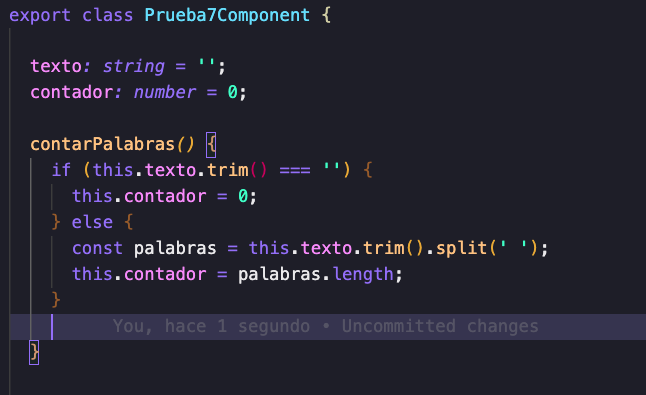 export class Prueba7Component {
texto: string = '';
contador: number = 0;
contarPalabras() {
if (this.texto.trim() === '') {
this.contador = 0;
} else {
const palabras = this.texto.trim().split(' ');
this.contador = palabras.length;
}
You, hace 1 segundo • Uncommitted changes
}